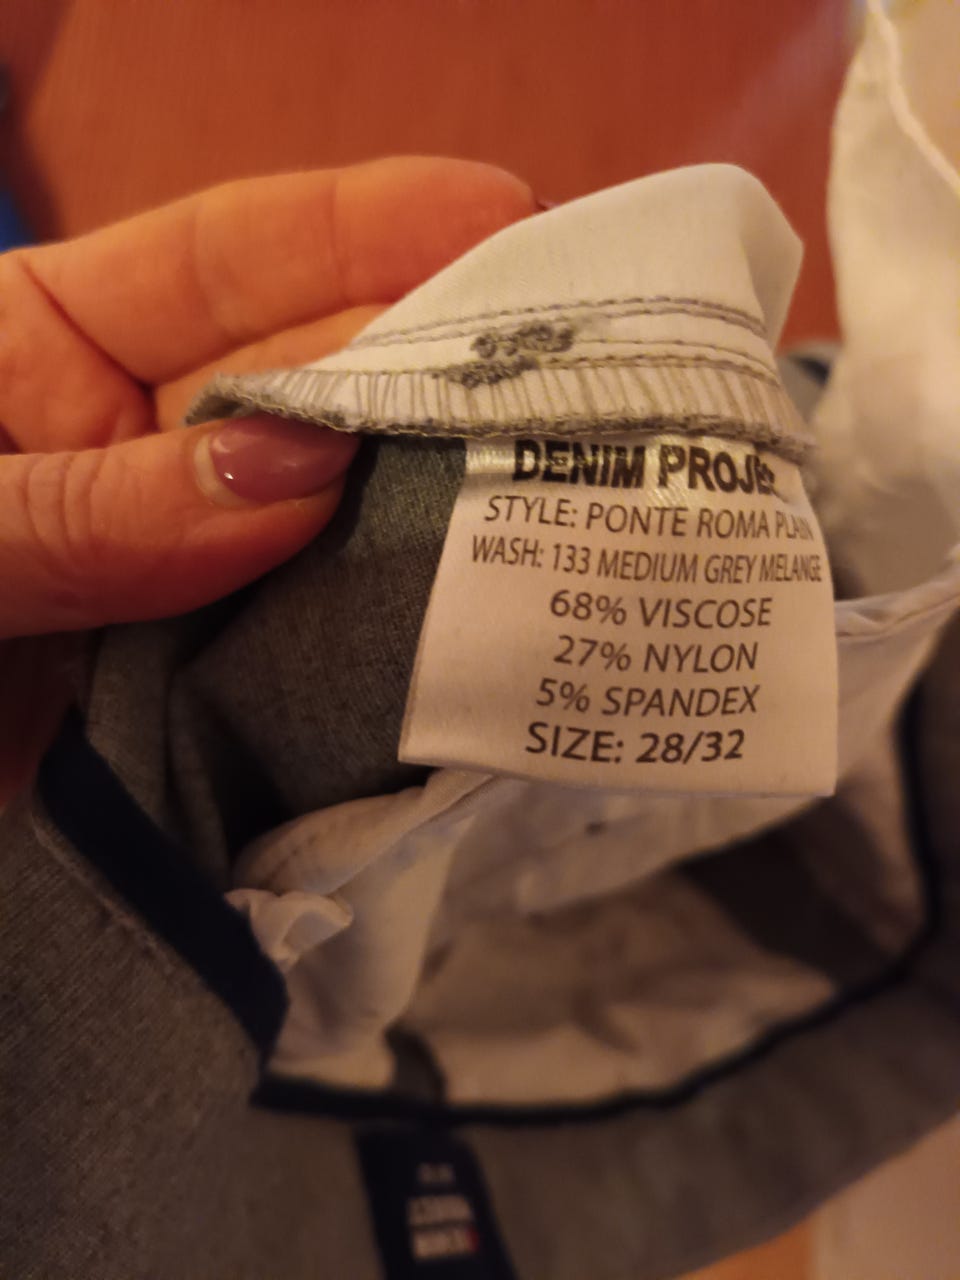 DENIM PROJEC
STYLE: PONTE ROMA PLAIN
WASH: 133 MEDIUM GREY MELANGE
68% VISCOSE
27% NYLON
5% SPANDEX
SIZE: 28/32